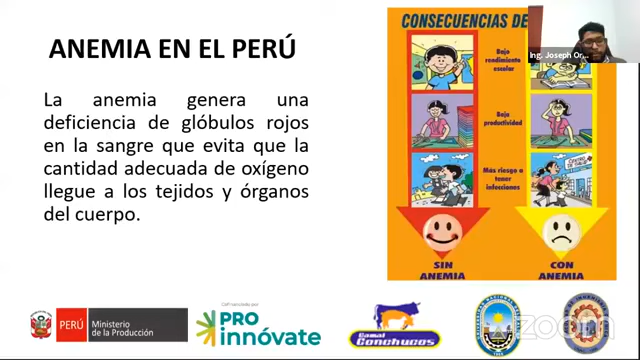 ANEMIA EN EL PERÚ
La anemia genera una
deficiencia de glóbulos rojos
en la sangre que evita que la
cantidad adecuada de oxígeno
llegue a los tejidos y órganos
del cuerpo.
CONSECUENCIAS DE
Ing. Joseph Or...
Bajo
rendimiento
escolar
Baja
productividad
Más riesgo a
tener
infecciones
SIN
ANEMIA
CON
ANEMIA
PERÚ
Ministerio
de la Producción
PRO
innóvate
Camal
Conchucos
zoom